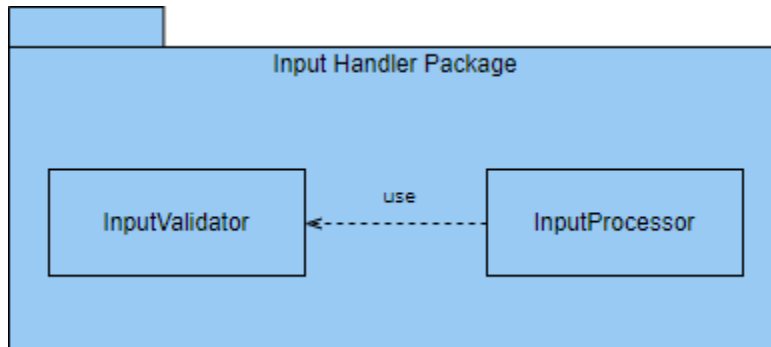 Input Handler Package
use
InputValidator
InputProcessor